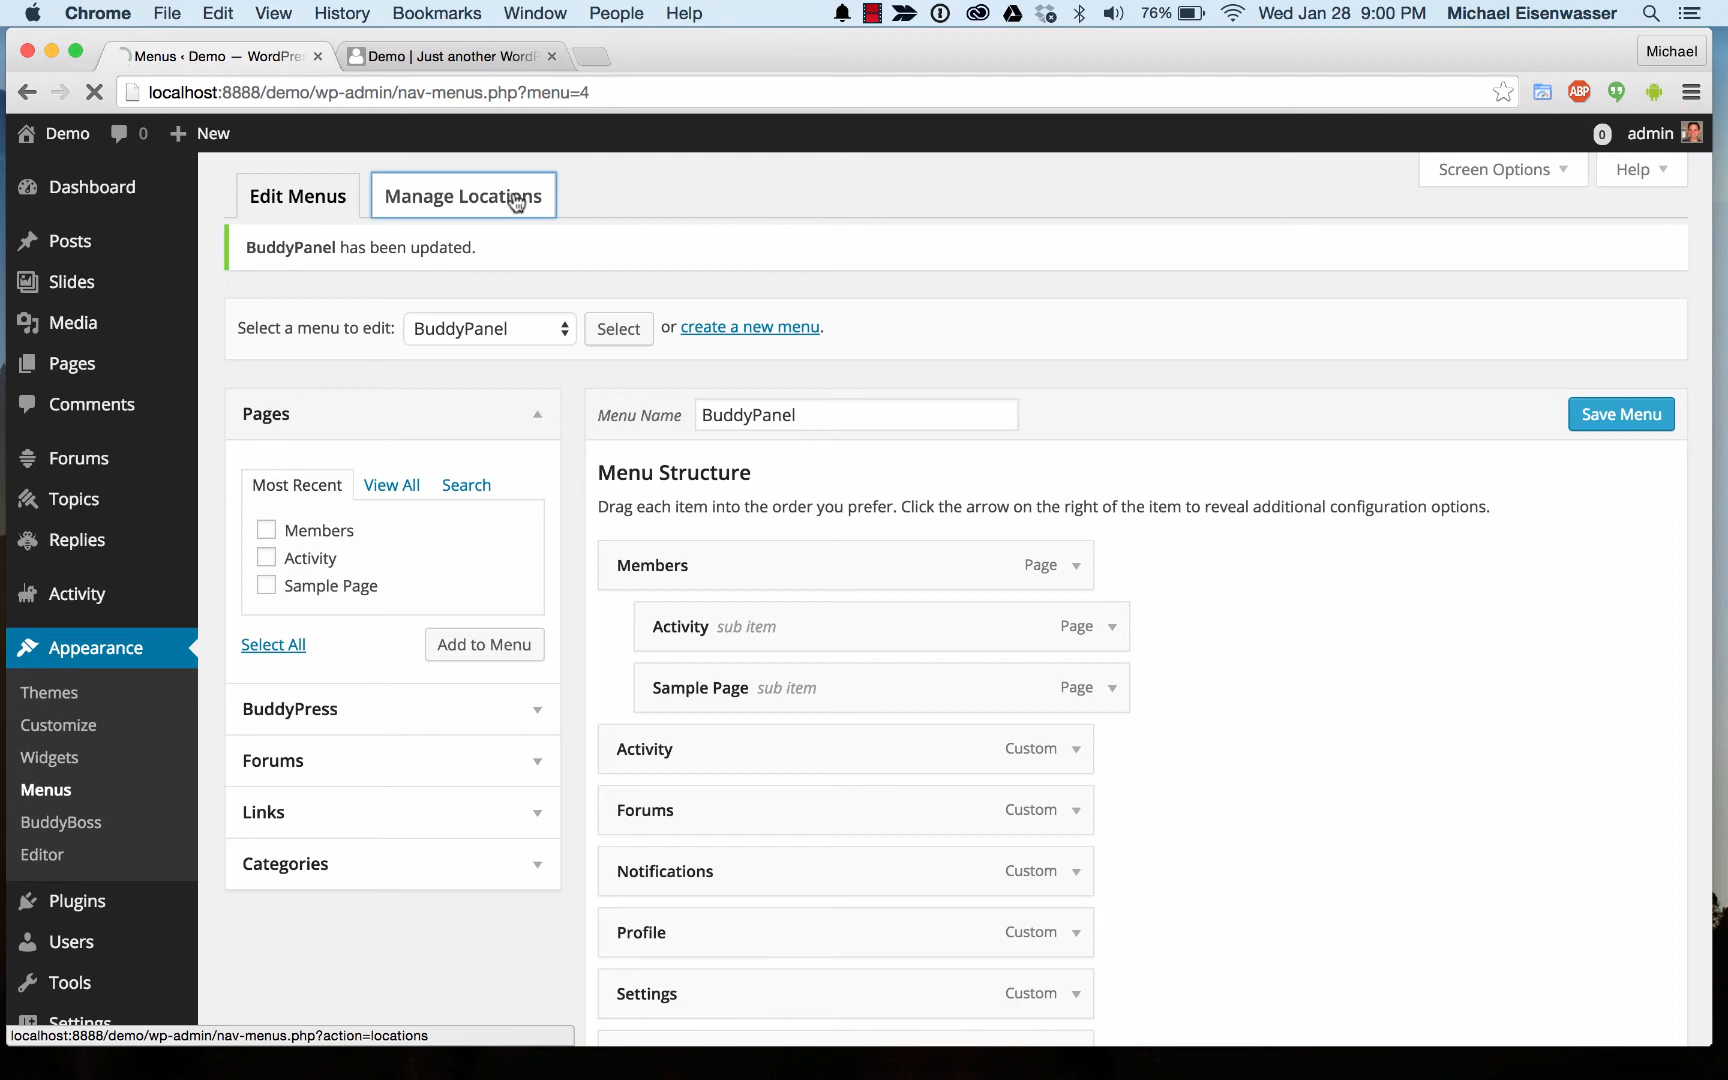 Chrome File Edit View History Bookmarks Window People Help 76% Wed Jan 28 9:00 PM Michael Eisenwasser
Menus ‹ Demo — WordPre Demo | Just another WordP Michael
localhost:8888/demo/wp-admin/nav-menus.php?menu=4 ABP
Demo 0 New 0 admin
Screen Options Help
Edit Menus Manage Locations
BuddyPanel has been updated.
Select a menu to edit: BuddyPanel Select or create a new menu.
Dashboard
Posts
Slides
Media
Pages
Comments
Forums
Topics
Replies
Activity
Appearance
Themes
Customize
Widgets
Menus
BuddyBoss
Editor
Plugins
Users
Tools
Settings
Pages
Most Recent View All Search
Members
Activity
Sample Page
Select All Add to Menu
BuddyPress
Forums
Links
Categories
Menu Name BuddyPanel Save Menu
Menu Structure
Drag each item into the order you prefer. Click the arrow on the right of the item to reveal additional configuration options.
Members Page
Activity sub item Page
Sample Page sub item Page
Activity Custom
Forums Custom
Notifications Custom
Profile Custom
Settings Custom
localhost:8888/demo/wp-admin/nav-menus.php?action=locations